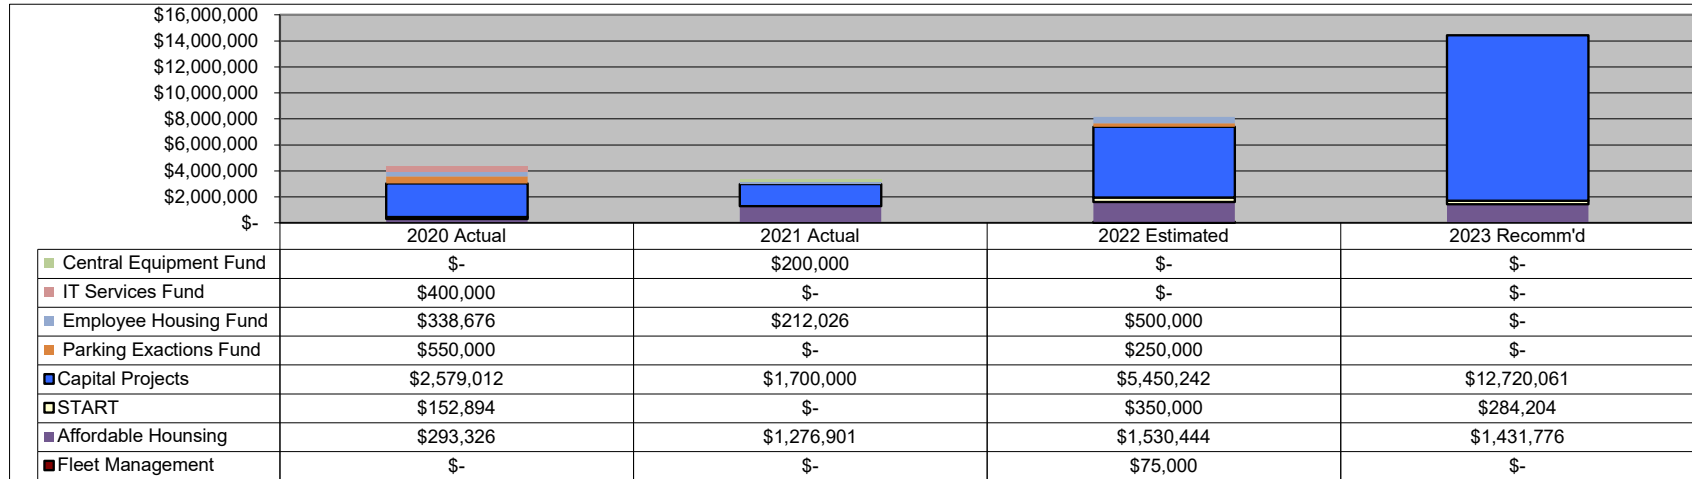 $16,000,000
$14,000,000
$12,000,000
$10,000,000
$8,000,000
$6,000,000
$4,000,000
$2,000,000
$-
2020 Actual 2021 Actual 2022 Estimated 2023 Recomm'd
Central Equipment Fund $- $200,000 $- $-
IT Services Fund $400,000 $- $- $-
Employee Housing Fund $338,676 $212,026 $500,000 $-
Parking Exactions Fund $550,000 $- $250,000 $-
Capital Projects $2,579,012 $1,700,000 $5,450,242 $12,720,061
START $152,894 $- $350,000 $284,204
Affordable Hounsing $293,326 $1,276,901 $1,530,444 $1,431,776
Fleet Management $- $- $75,000 $-